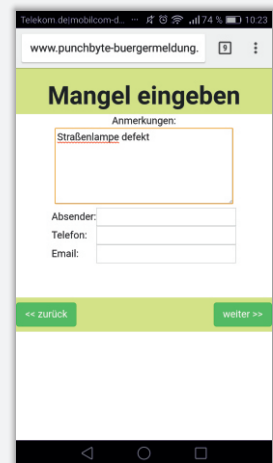 Telekom.de|mobilcom-d... ··· 74 % 10:23
www.punchbyte-buergermeldung. 9
Mangel eingeben
Anmerkungen:
Straßenlampe defekt
Absender:
Telefon:
Email:
<< zurück weiter >>